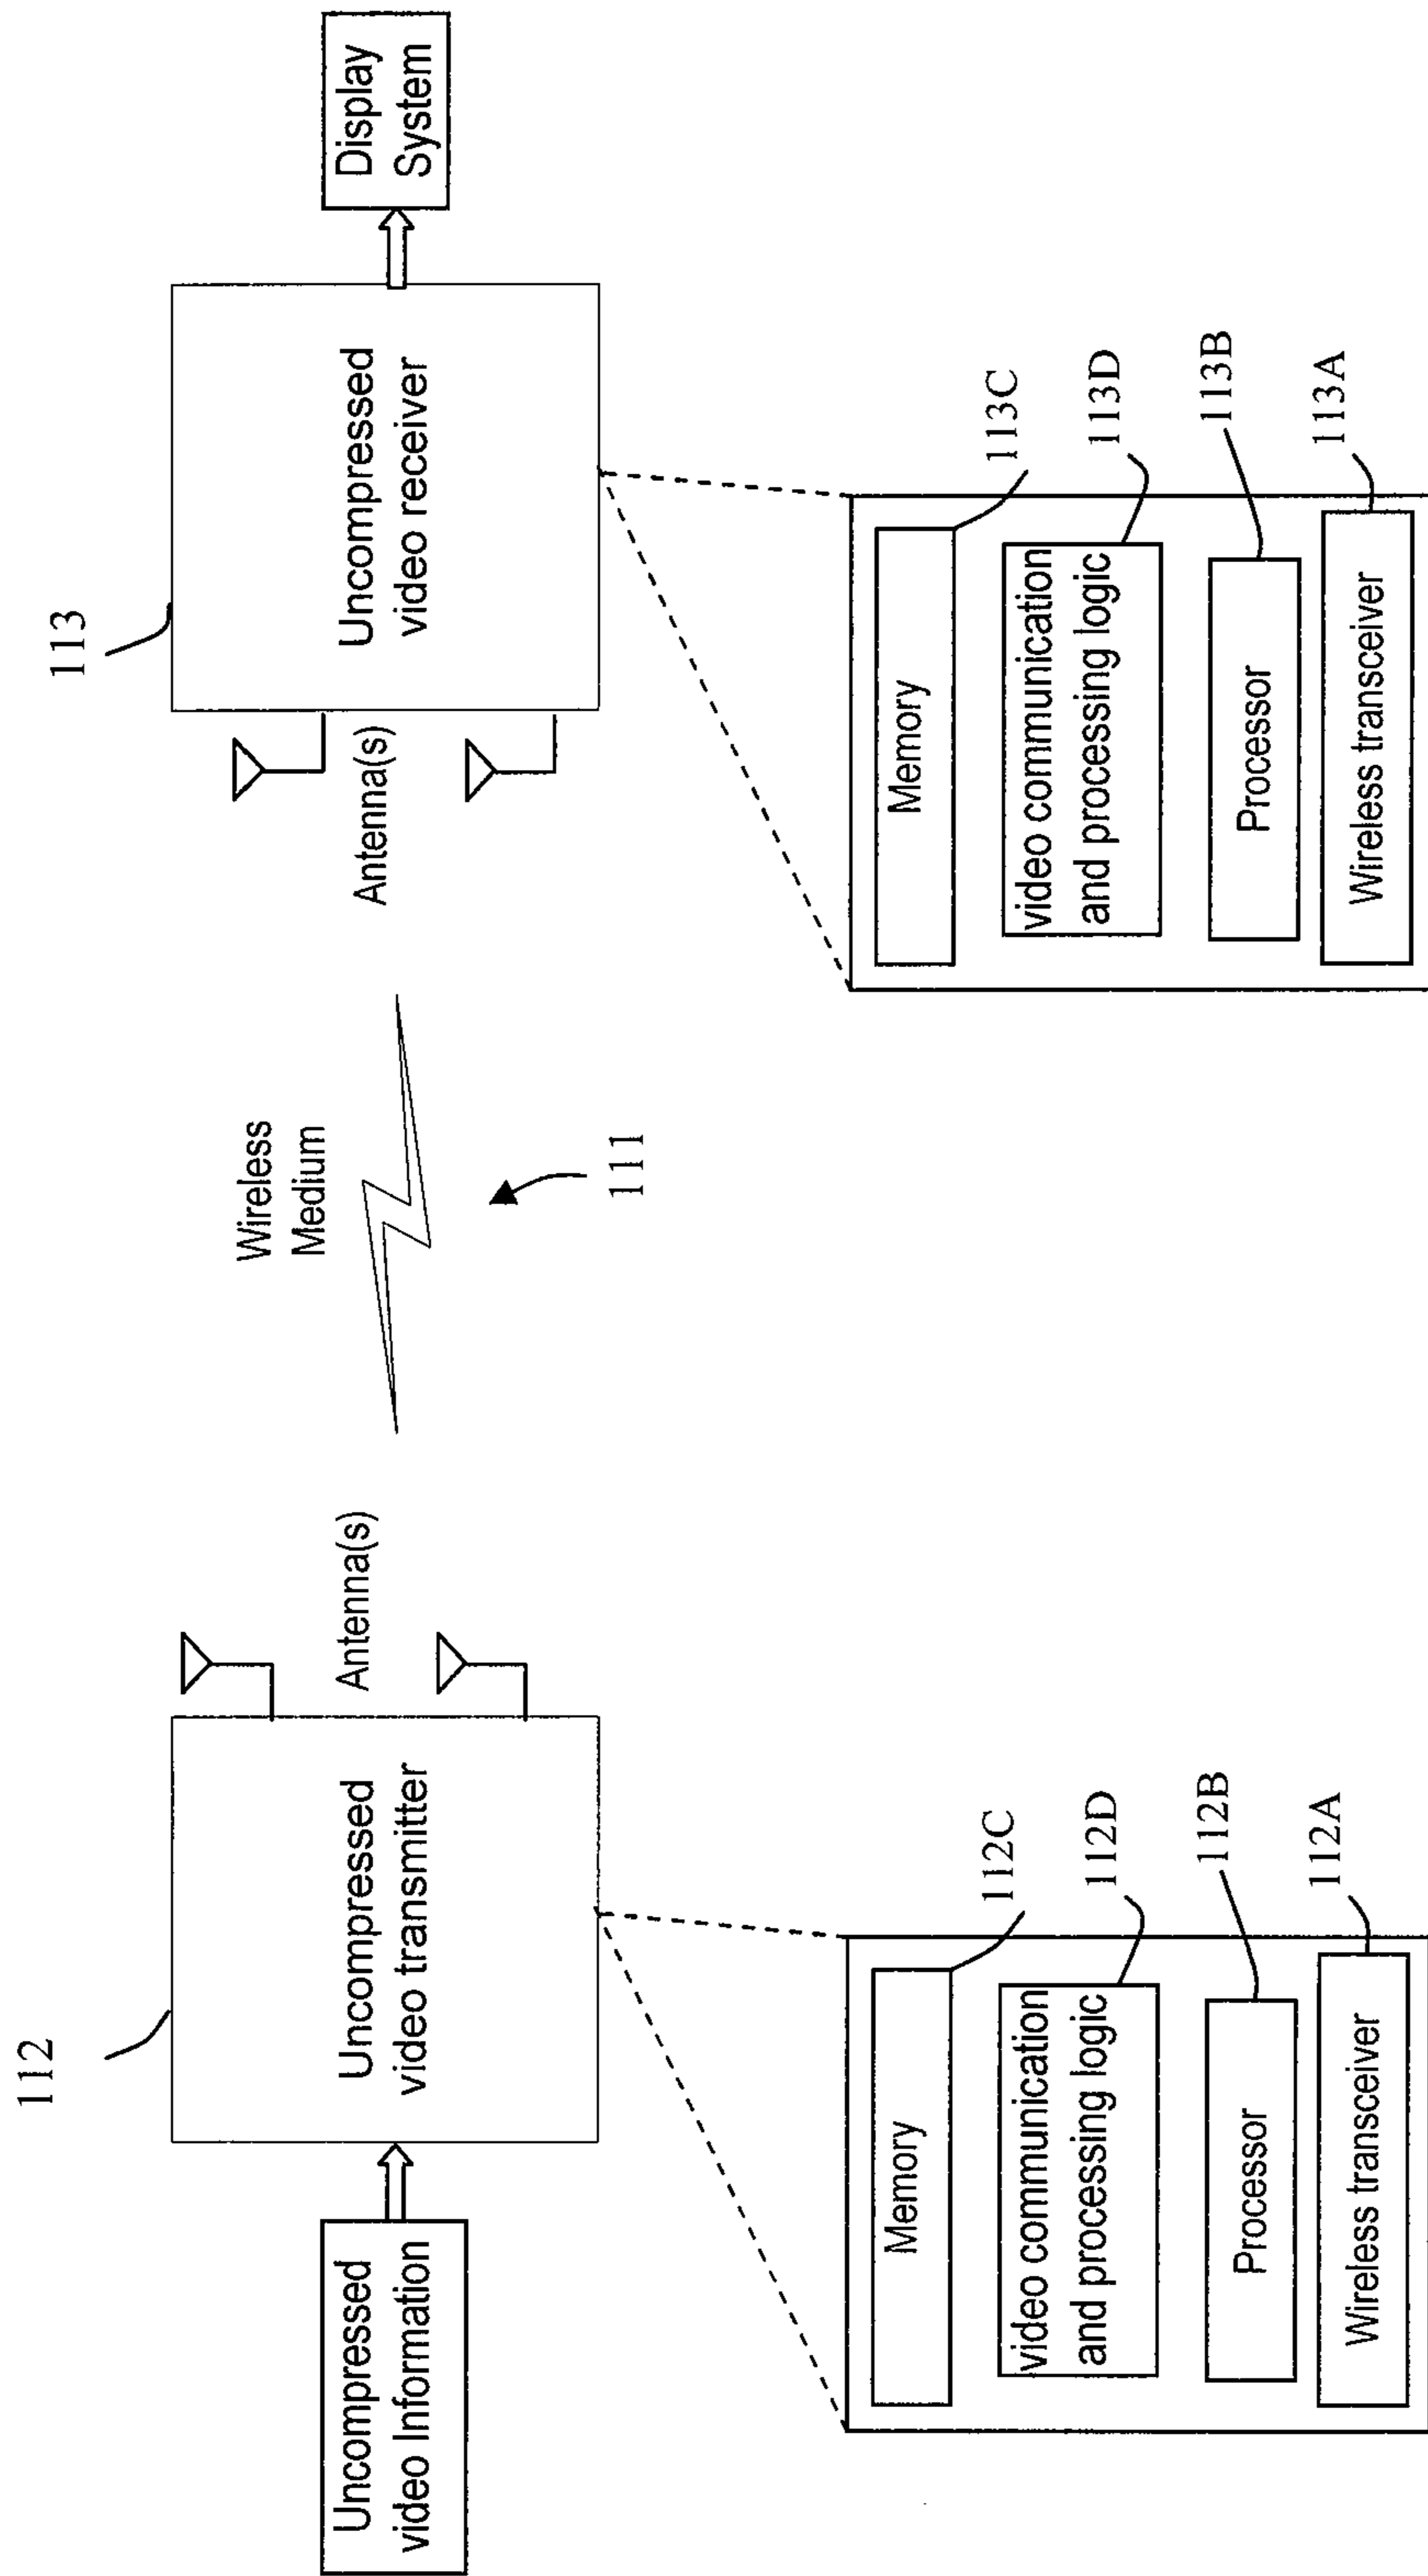 112
Uncompressed
video Information
Uncompressed
video transmitter
Antenna(s)
Wireless
Medium
111
113
Antenna(s)
Uncompressed
video receiver
Display
System
Memory
112C
video communication
and processing logic
112D
Processor
112B
Wireless transceiver
112A
Memory
113C
video communication
and processing logic
113D
Processor
113B
Wireless transceiver
113A